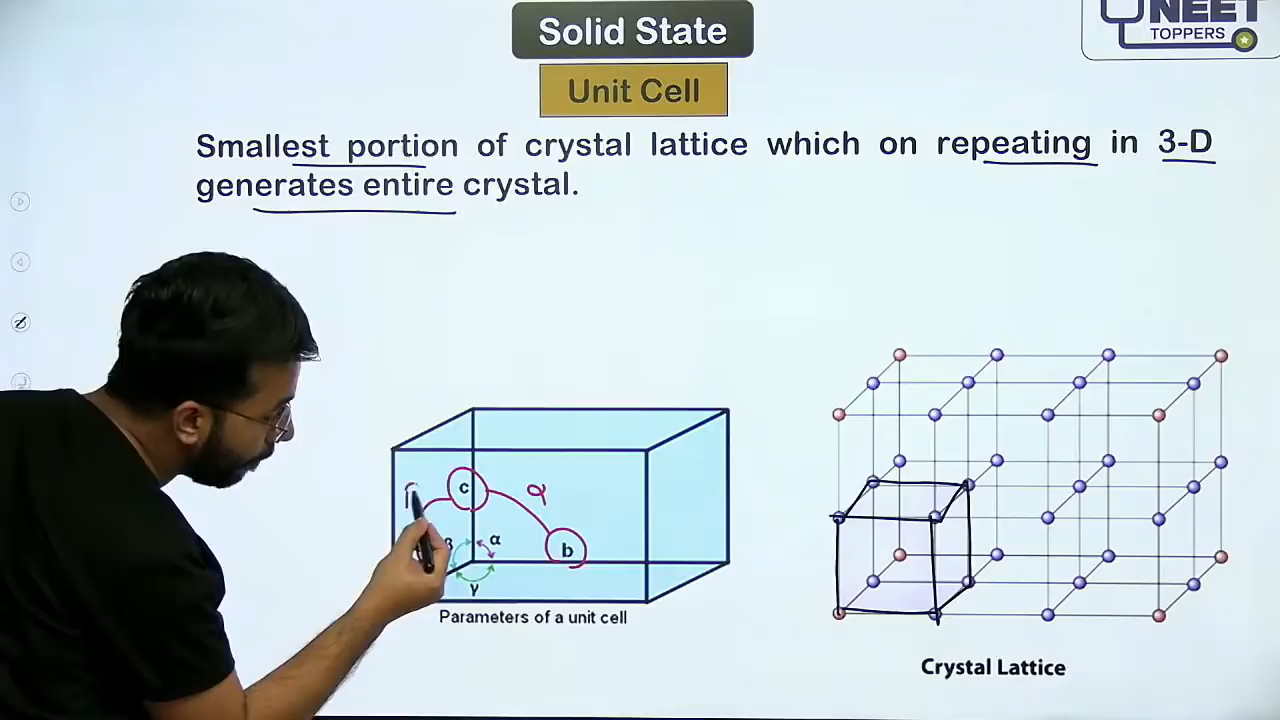 NEET
TOPPERS
Solid State
Unit Cell
Smallest portion of crystal lattice which on repeating in 3-D
generates entire crystal.
c
α
β
α
b
γ
Parameters of a unit cell
Crystal Lattice